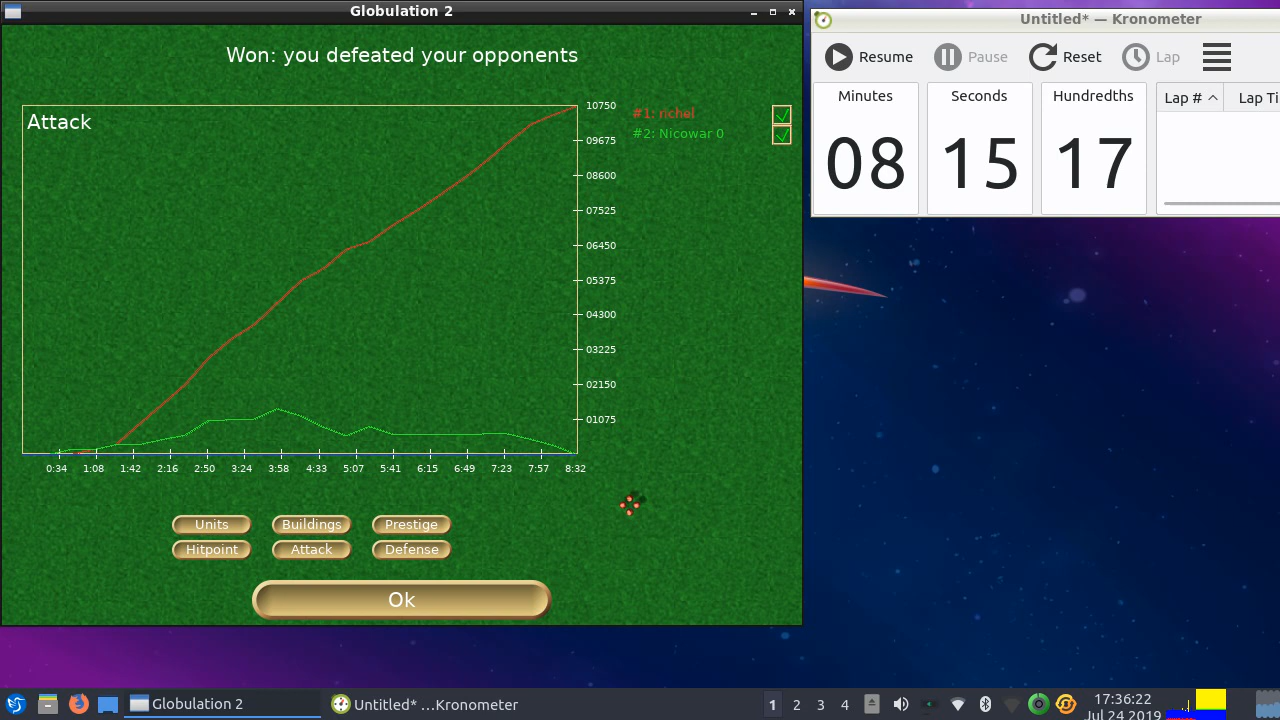 Globulation 2
Won: you defeated your opponents
Attack
10750
09675
08600
07525
06450
05375
04300
03225
02150
01075
0:34 1:08 1:42 2:16 2:50 3:24 3:58 4:33 5:07 5:41 6:15 6:49 7:23 7:57 8:32
#1: richel
#2: Nicowar 0
Units Buildings Prestige
Hitpoint Attack Defense
Ok
Untitled* — Kronometer
Resume Pause Reset Lap
Minutes Seconds Hundredths Lap # Lap Ti
08 15 17
Globulation 2 Untitled* ...Kronometer 1 2 3 4 17:36:22
Jul 24 2019